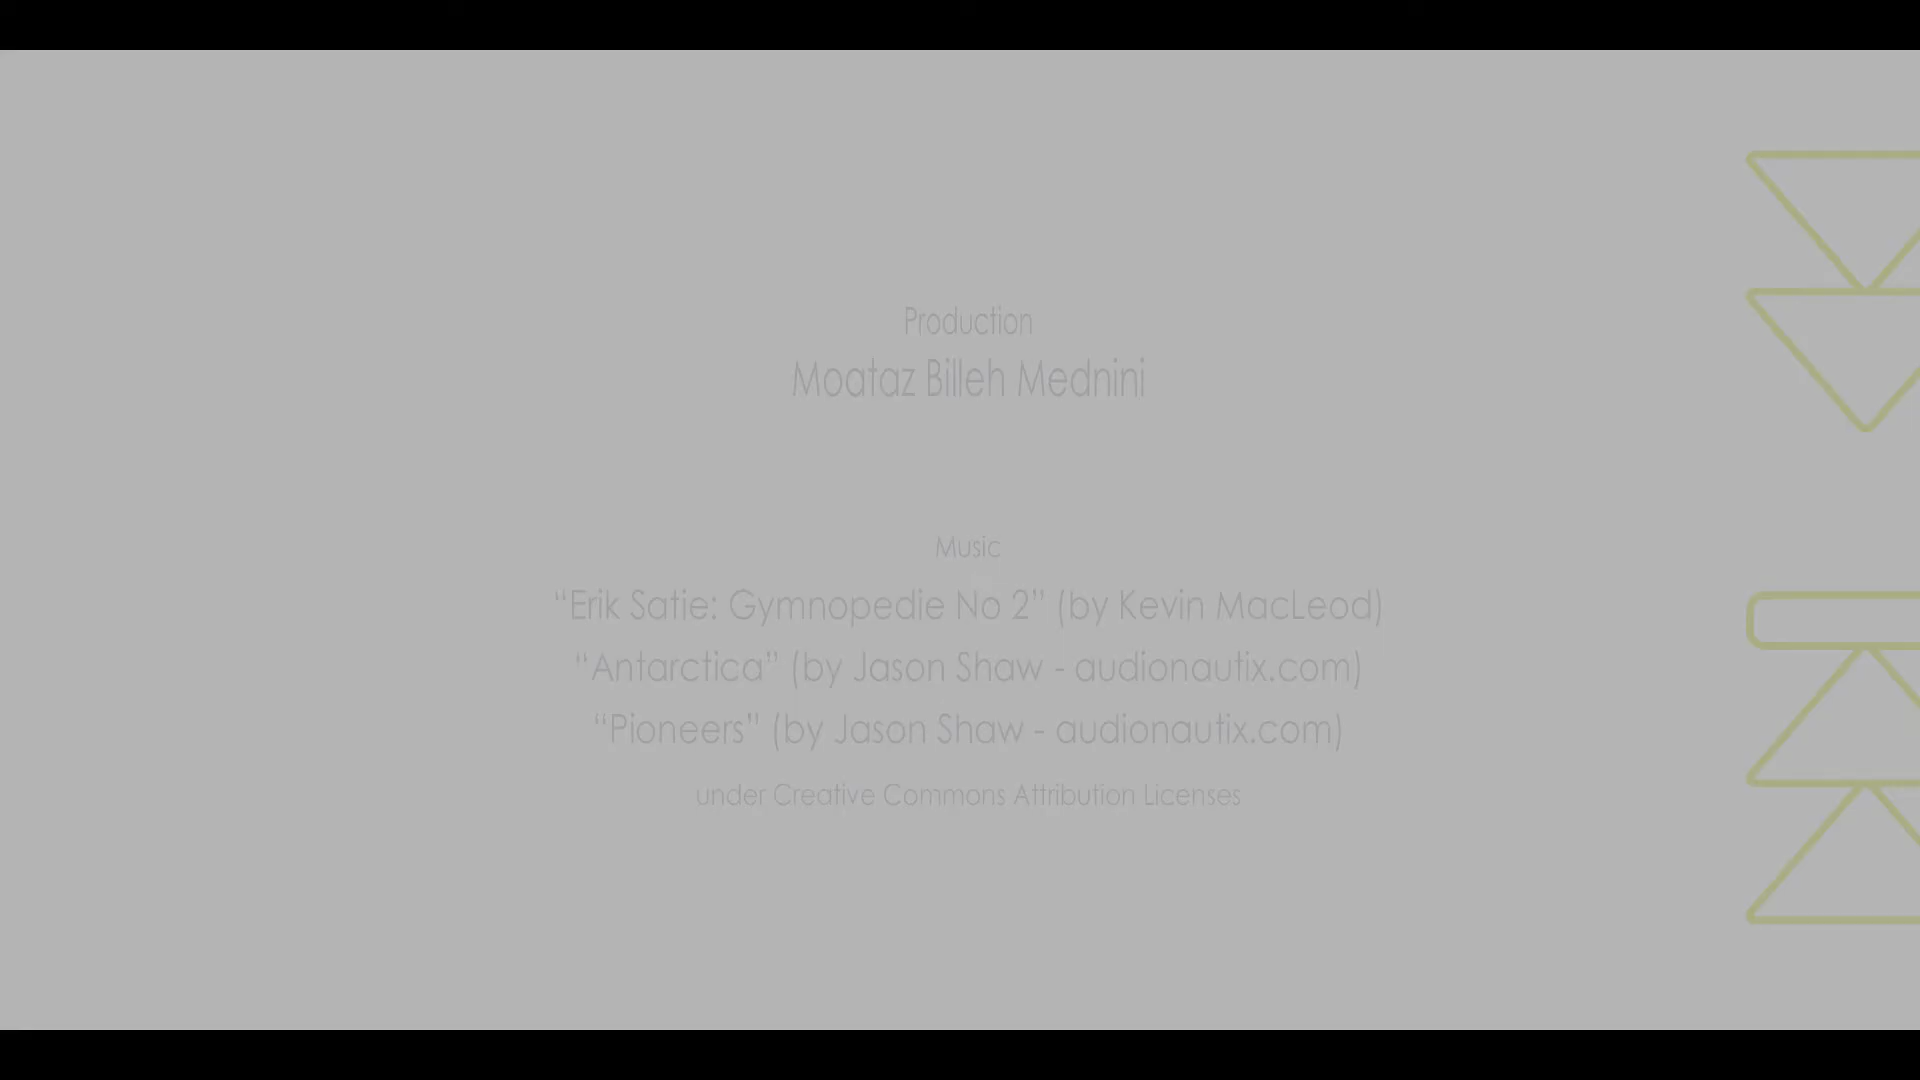 Production
Moataz Billeh Mednini
Music
“Erik Satie: Gymnopedie No 2” (by Kevin MacLeod)
“Antarctica” (by Jason Shaw - audionautix.com)
“Pioneers” (by Jason Shaw - audionautix.com)
under Creative Commons Attribution Licenses